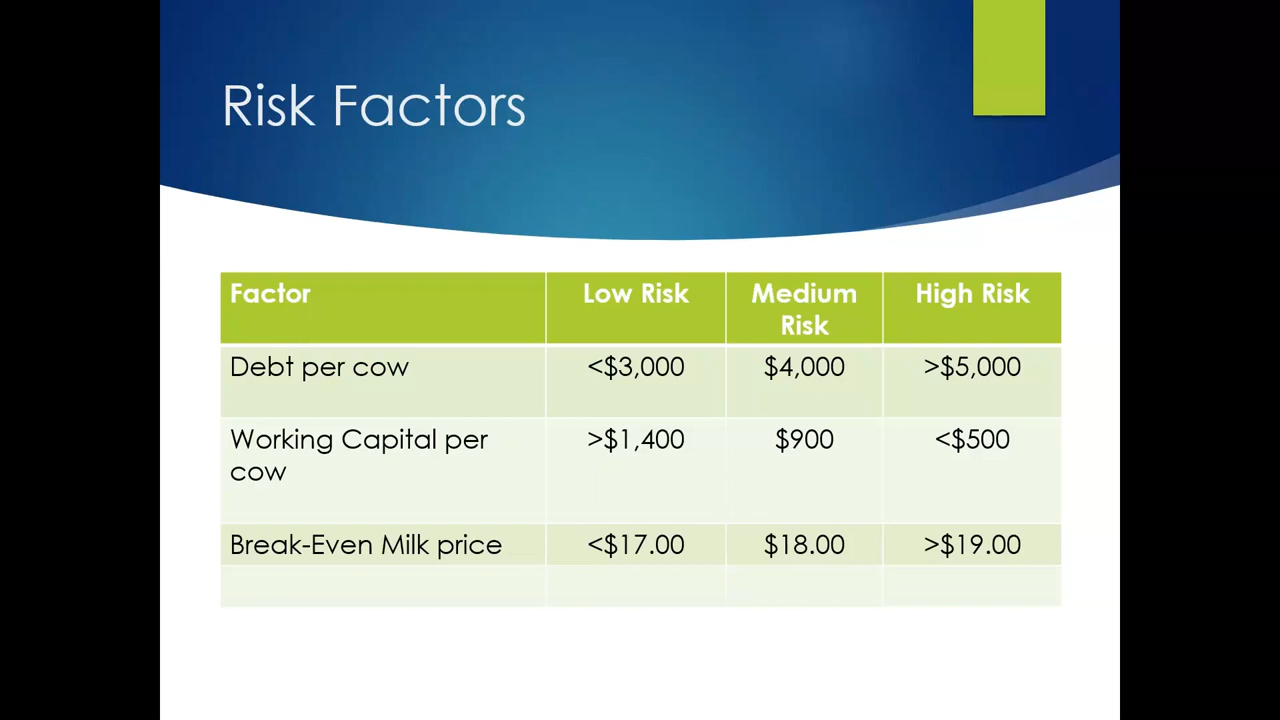 Risk Factors
Factor Low Risk Medium Risk High Risk
Debt per cow <$3,000 $4,000 >$5,000
Working Capital per cow >$1,400 $900 <$500
Break-Even Milk price <$17.00 $18.00 >$19.00